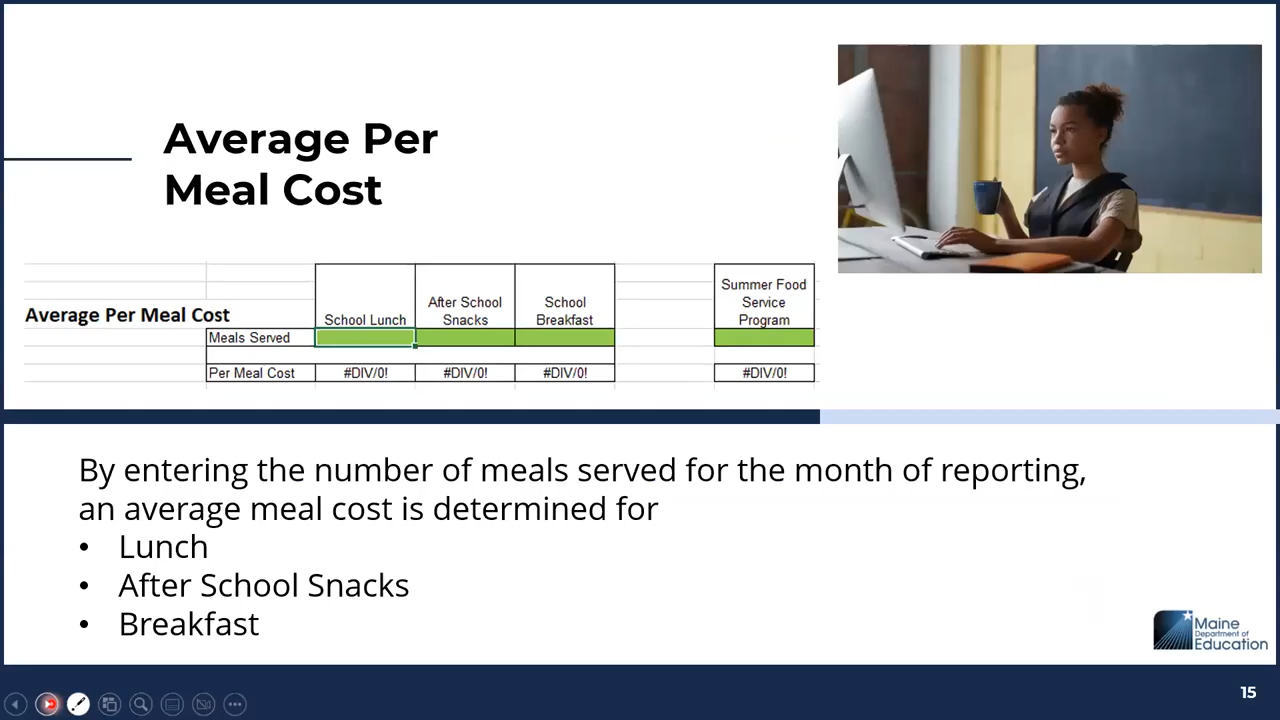 Average Per
Meal Cost
Average Per Meal Cost
School Lunch
After School
Snacks
School
Breakfast
Summer Food
Service
Program
Meals Served
Per Meal Cost #DIV/0! #DIV/0! #DIV/0! #DIV/0!
By entering the number of meals served for the month of reporting,
an average meal cost is determined for
• Lunch
• After School Snacks
• Breakfast
Maine
Department of
Education
15